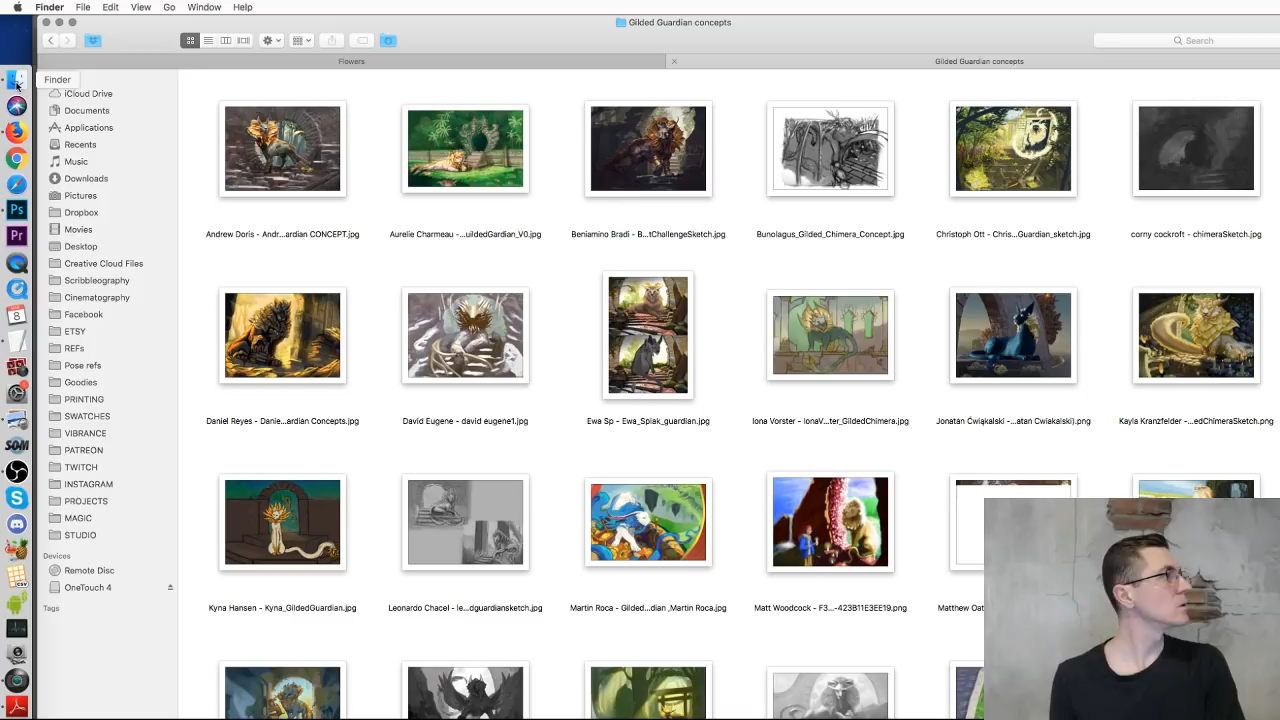 Finder File Edit View Go Window Help
Gilded Guardian concepts
Search
Flowers
Gilded Guardian concepts
Finder
iCloud Drive
Documents
Applications
Recents
Music
Downloads
Pictures
Dropbox
Movies
Desktop
Creative Cloud Files
Scribbleography
Cinematography
Facebook
ETSY
REFs
Pose refs
Goodies
PRINTING
SWATCHES
VIBRANCE
PATREON
TWITCH
INSTAGRAM
PROJECTS
MAGIC
STUDIO
Devices
Remote Disc
OneTouch 4
Tags
Andrew Doris - Andr...ardian CONCEPT.jpg
Aurelie Charmeau -...uildedGardian_V0.jpg
Beniamino Bradi - B...tChallengeSketch.jpg
Bunolagus_Gilded_Chimera_Concept.jpg
Christoph Ott - Chris...Guardian_sketch.jpg
corny cockroft - chimeraSketch.jpg
Daniel Reyes - Danie...ardian Concepts.jpg
David Eugene - david eugene1.jpg
Ewa Sp - Ewa_Spiak_guardian.jpg
Iona Vorster - IonaV...ter_GildedChimera.jpg
Jonatan Ćwiąkalski -...atan Cwiakalski).png
Kayla Kranzfelder -...edChimeraSketch.png
Kyna Hansen - Kyna_GildedGuardian.jpg
Leonardo Chacel - le...dguardiansketch.jpg
Martin Roca - Gilded...dian ,Martin Roca.jpg
Matt Woodcock - F3...-423B11E3EE19.png
Matthew Oat
Ps
Pr
8
SOM
CSV